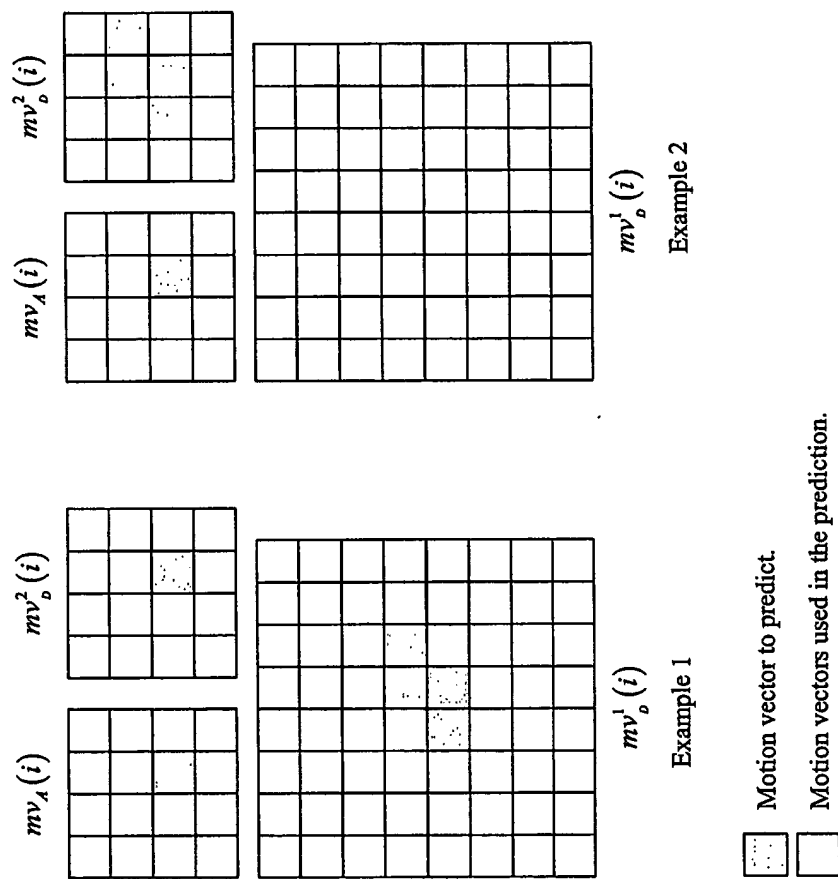 mv_A(i)
mv_D^2(i)
mv_D^1(i)
Example 1
mv_A(i)
mv_D^2(i)
mv_D^1(i)
Example 2
Motion vector to predict.
Motion vectors used in the prediction.